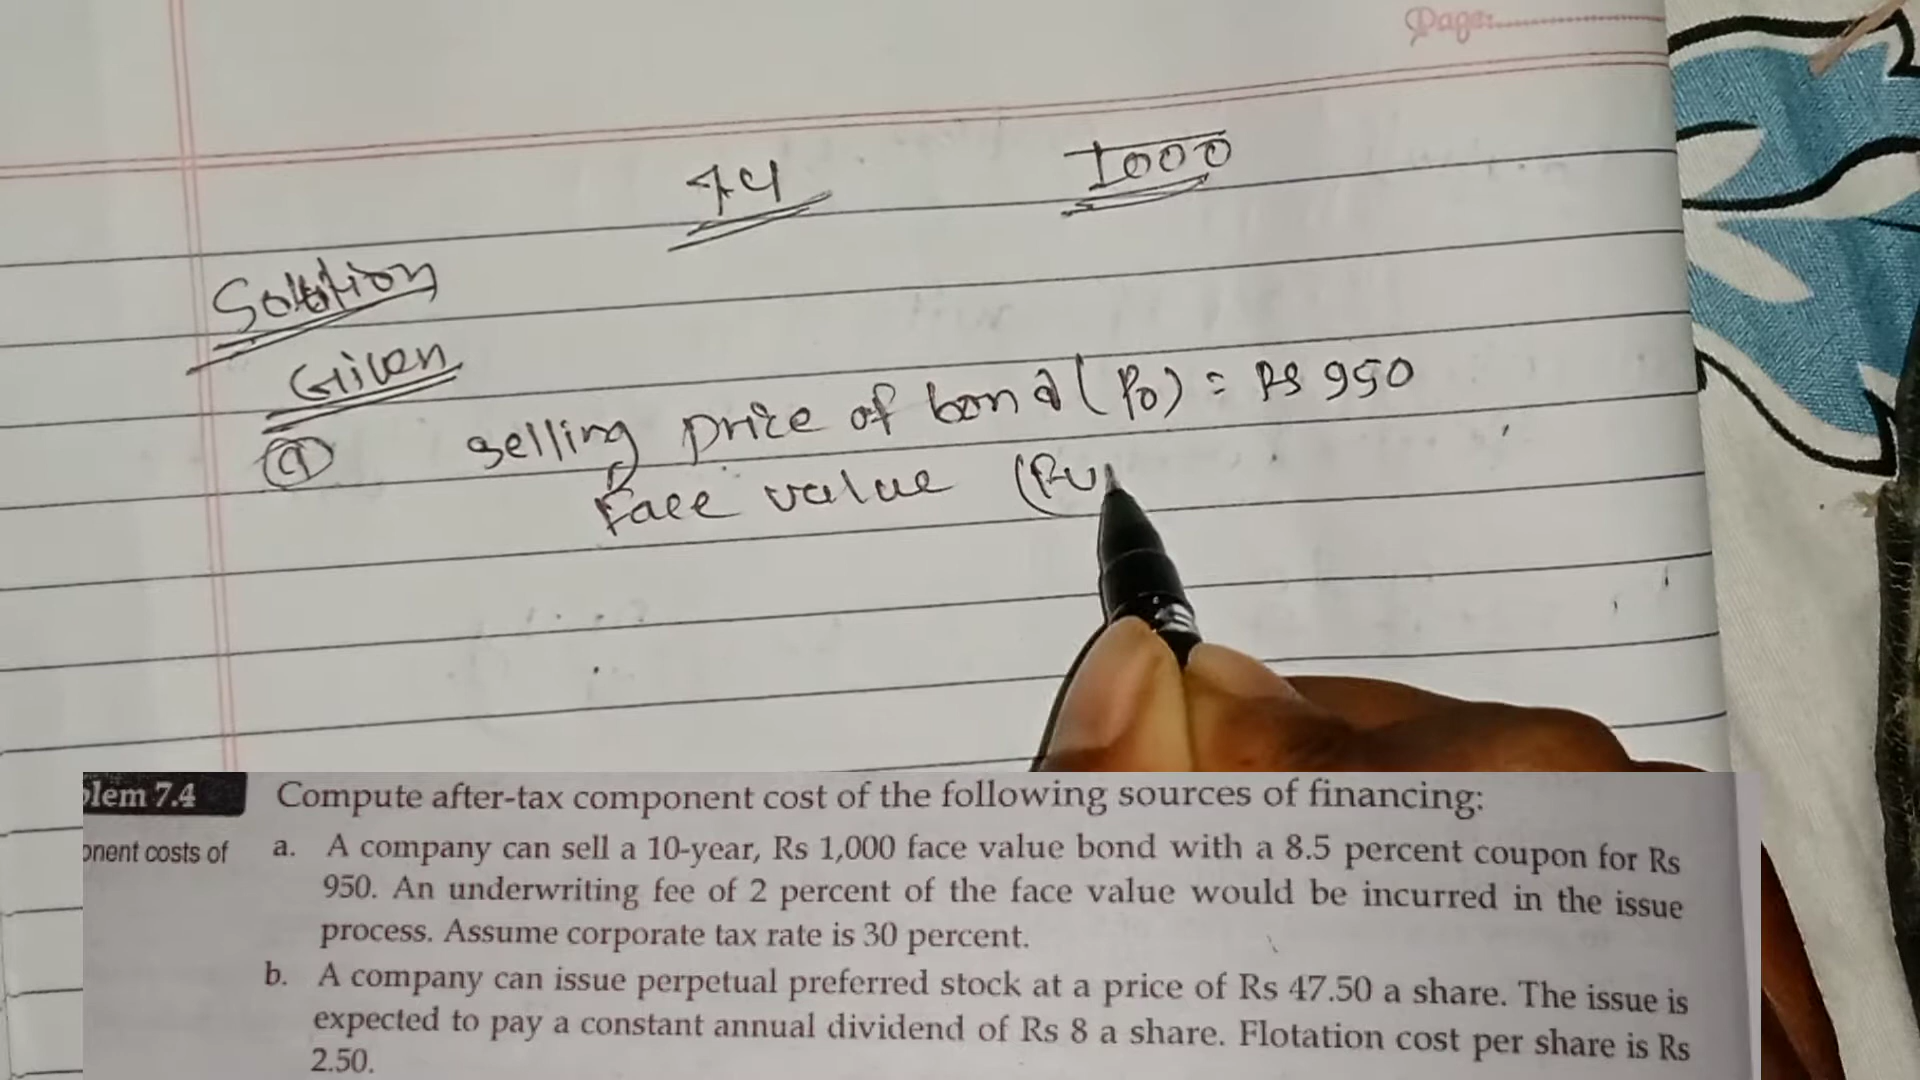 Page:
7.4
1000
Solution
Given
a selling price of bond (P0) = Rs 950
Face value (FV)
olem 7.4
Compute after-tax component cost of the following sources of financing:
onent costs of
a. A company can sell a 10-year, Rs 1,000 face value bond with a 8.5 percent coupon for Rs
950. An underwriting fee of 2 percent of the face value would be incurred in the issue
process. Assume corporate tax rate is 30 percent.
b. A company can issue perpetual preferred stock at a price of Rs 47.50 a share. The issue is
expected to pay a constant annual dividend of Rs 8 a share. Flotation cost per share is Rs
2.50.